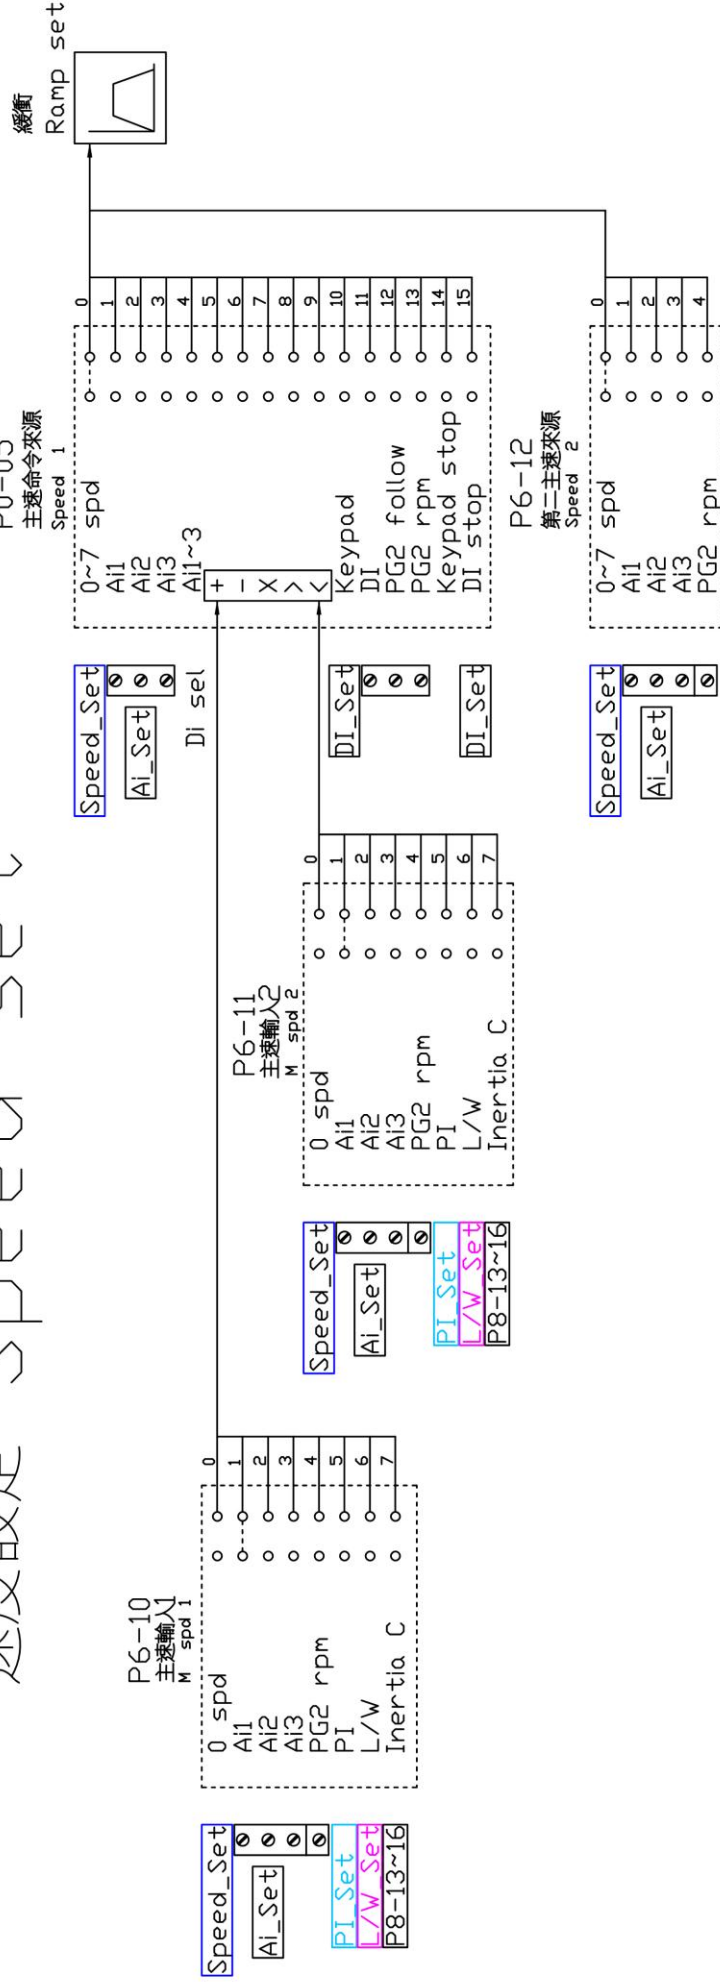 速度設定 Speed set
緩衝
Ramp set
主速命令來源
Speed 1
Speed_Set
Ai_Set
Di sel
DI_Set
DI_Set
0~7 spd
Ai1
Ai2
Ai3
Ai1~3
+
-
X
>
<
Keypad
DI
PG2 follow
PG2 rpm
Keypad stop
DI stop
0
1
2
3
4
5
6
7
8
9
10
11
12
13
14
15
P6-10
主速輸入1
M spd 1
Speed_Set
Ai_Set
PI_Set
L/W_Set
P8-13~16
0 spd
Ai1
Ai2
Ai3
PG2 rpm
PI
L/W
Inertia C
0
1
2
3
4
5
6
7
P6-11
主速輸入2
M spd 2
Speed_Set
Ai_Set
PI_Set
L/W_Set
P8-13~16
0 spd
Ai1
Ai2
Ai3
PG2 rpm
PI
L/W
Inertia C
0
1
2
3
4
5
6
7
P6-12
第二主速來源
Speed 2
Speed_Set
Ai_Set
0~7 spd
Ai1
Ai2
Ai3
PG2 rpm
0
1
2
3
4